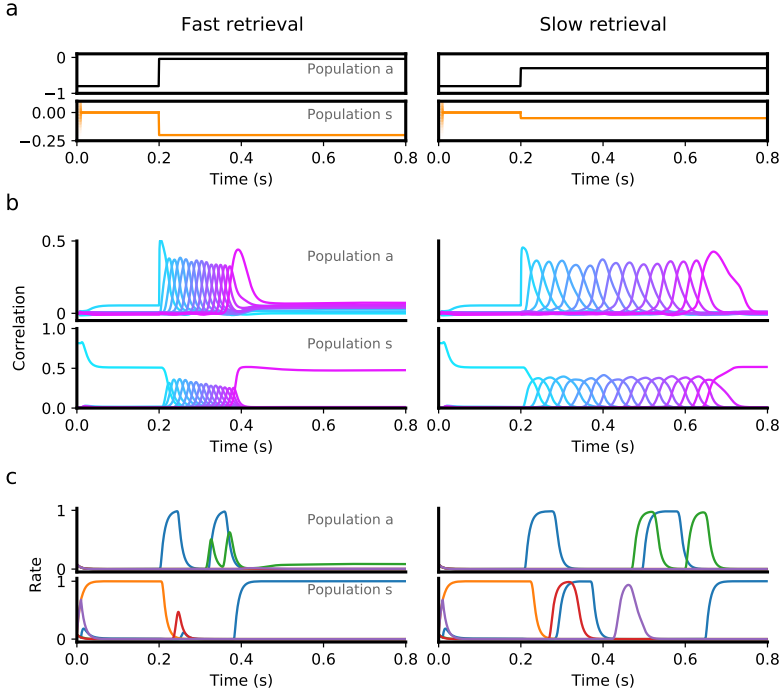 a
Fast retrieval
Slow retrieval
0
Population a
−1
0.00
Population s
−0.25
0.0 0.2 0.4 0.6 0.8
0.0 0.2 0.4 0.6 0.8
Time (s)
Time (s)
b
0.5
Population a
0
1.0
Population s
0.5
0.0
Correlation
0.0 0.2 0.4 0.6 0.8
0.0 0.2 0.4 0.6 0.8
Time (s)
Time (s)
c
1
Population a
0
1
Population s
0
Rate
0.0 0.2 0.4 0.6 0.8
0.0 0.2 0.4 0.6 0.8
Time (s)
Time (s)